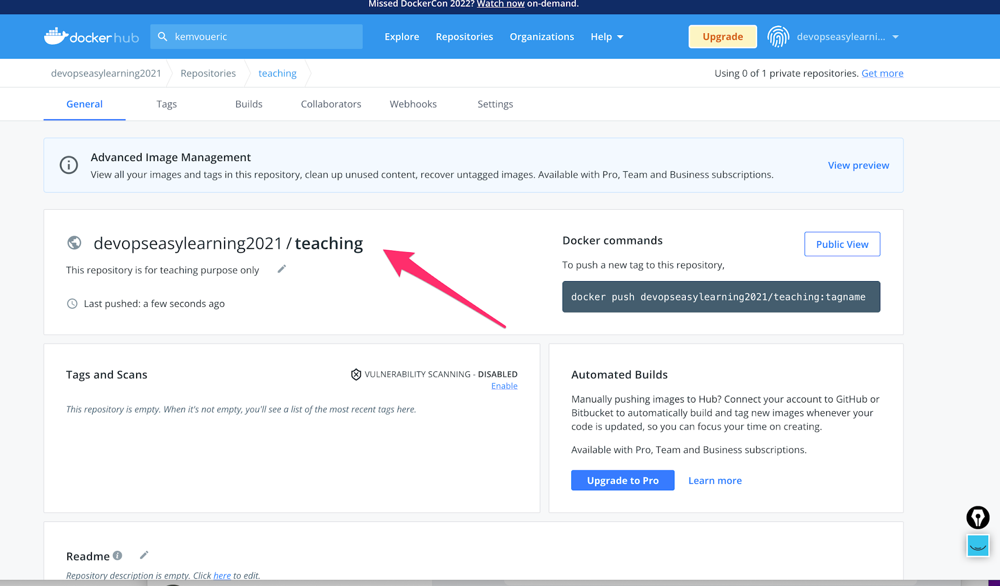 Missed DockerCon 2022? Watch now on-demand.
dockerhub
kemvoueric
Explore
Repositories
Organizations
Help
Upgrade
devopseasylearni...
devopseasylearning2021
Repositories
teaching
Using 0 of 1 private repositories. Get more
General
Tags
Builds
Collaborators
Webhooks
Settings
Advanced Image Management
View all your images and tags in this repository, clean up unused content, recover untagged images. Available with Pro, Team and Business subscriptions.
View preview
devopseasylearning2021 / teaching
This repository is for teaching purpose only
Last pushed: a few seconds ago
Docker commands
Public View
To push a new tag to this repository,
docker push devopseasylearning2021/teaching:tagname
Tags and Scans
VULNERABILITY SCANNING - DISABLED
Enable
This repository is empty. When it's not empty, you'll see a list of the most recent tags here.
Automated Builds
Manually pushing images to Hub? Connect your account to GitHub or
Bitbucket to automatically build and tag new images whenever your
code is updated, so you can focus your time on creating.
Available with Pro, Team and Business subscriptions.
Upgrade to Pro
Learn more
Readme
Repository description is empty. Click here to edit.